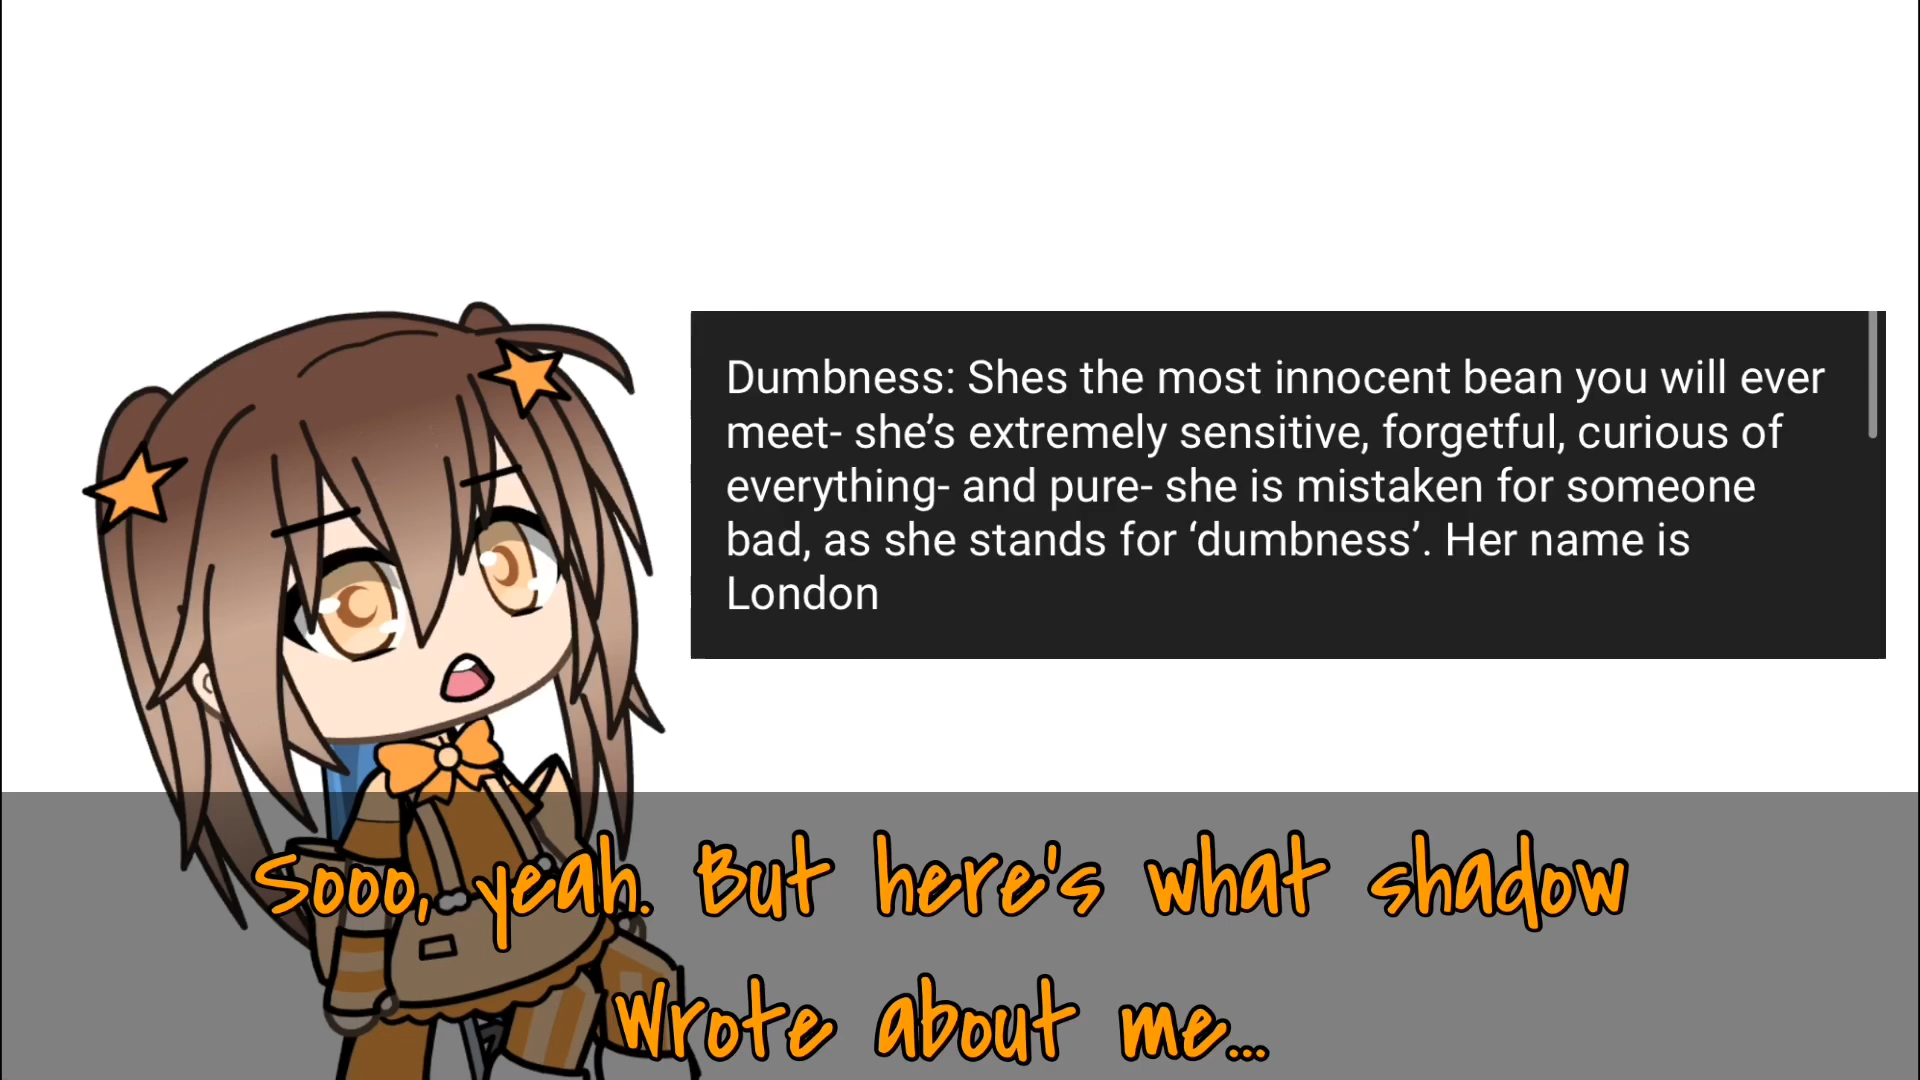 Dumbness: Shes the most innocent bean you will ever
meet- she’s extremely sensitive, forgetful, curious of
everything- and pure- she is mistaken for someone
bad, as she stands for ‘dumbness’. Her name is
London
Sooo, yeah. But here's what shadow
Wrote about me...